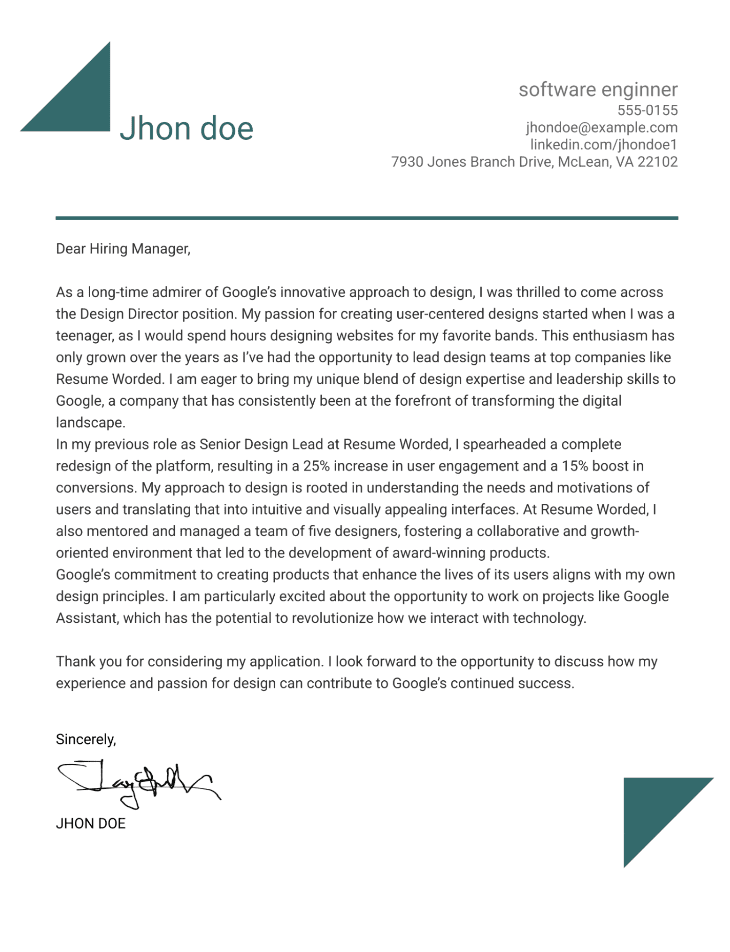 Jhon doe
software enginner
555-0155
jhondoe@example.com
linkedin.com/jhondoe1
7930 Jones Branch Drive, McLean, VA 22102
Dear Hiring Manager,
As a long-time admirer of Google’s innovative approach to design, I was thrilled to come across
the Design Director position. My passion for creating user-centered designs started when I was a
teenager, as I would spend hours designing websites for my favorite bands. This enthusiasm has
only grown over the years as I’ve had the opportunity to lead design teams at top companies like
Resume Worded. I am eager to bring my unique blend of design expertise and leadership skills to
Google, a company that has consistently been at the forefront of transforming the digital
landscape.
In my previous role as Senior Design Lead at Resume Worded, I spearheaded a complete
redesign of the platform, resulting in a 25% increase in user engagement and a 15% boost in
conversions. My approach to design is rooted in understanding the needs and motivations of
users and translating that into intuitive and visually appealing interfaces. At Resume Worded, I
also mentored and managed a team of five designers, fostering a collaborative and growth-
oriented environment that led to the development of award-winning products.
Google’s commitment to creating products that enhance the lives of its users aligns with my own
design principles. I am particularly excited about the opportunity to work on projects like Google
Assistant, which has the potential to revolutionize how we interact with technology.
Thank you for considering my application. I look forward to the opportunity to discuss how my
experience and passion for design can contribute to Google’s continued success.
Sincerely,
JHON DOE